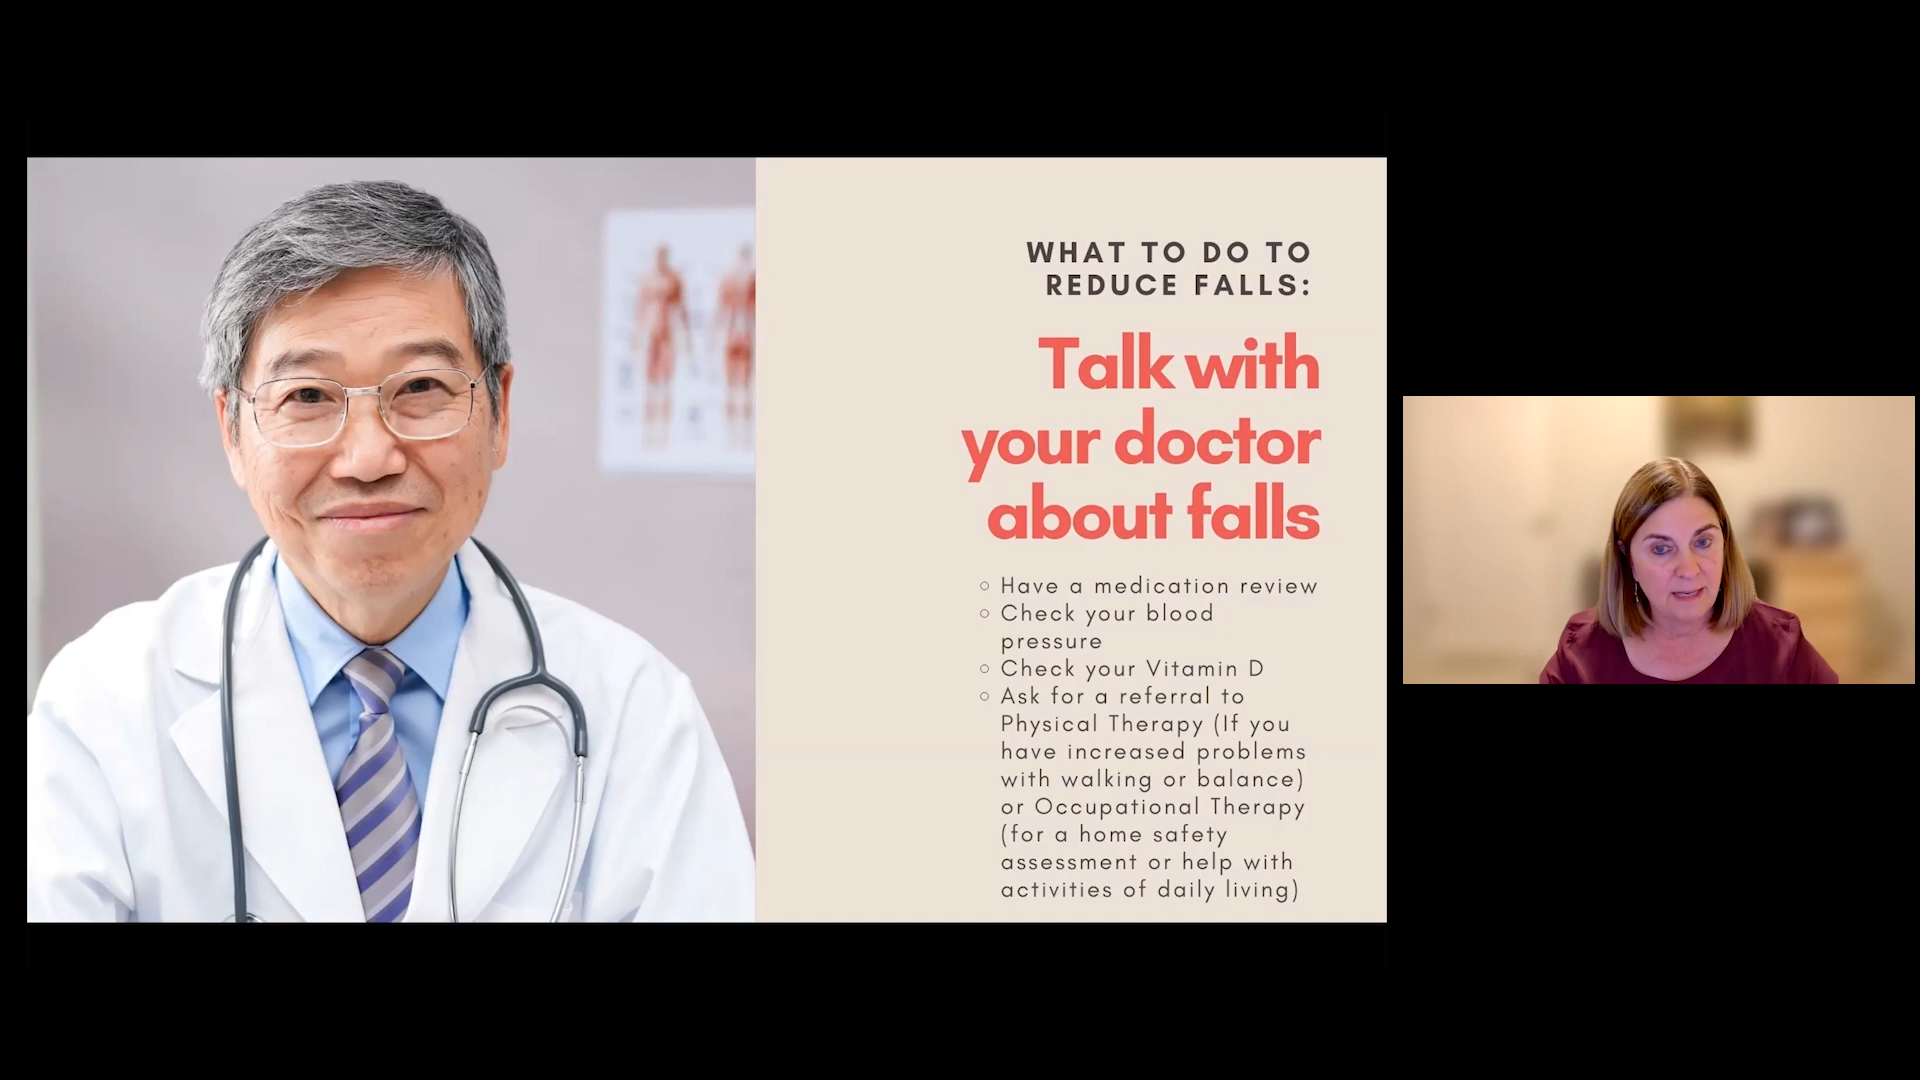 WHAT TO DO TO
REDUCE FALLS:
Talk with
your doctor
about falls
○ Have a medication review
○ Check your blood
pressure
○ Check your Vitamin D
○ Ask for a referral to
Physical Therapy (If you
have increased problems
with walking or balance)
or Occupational Therapy
(for a home safety
assessment or help with
activities of daily living)